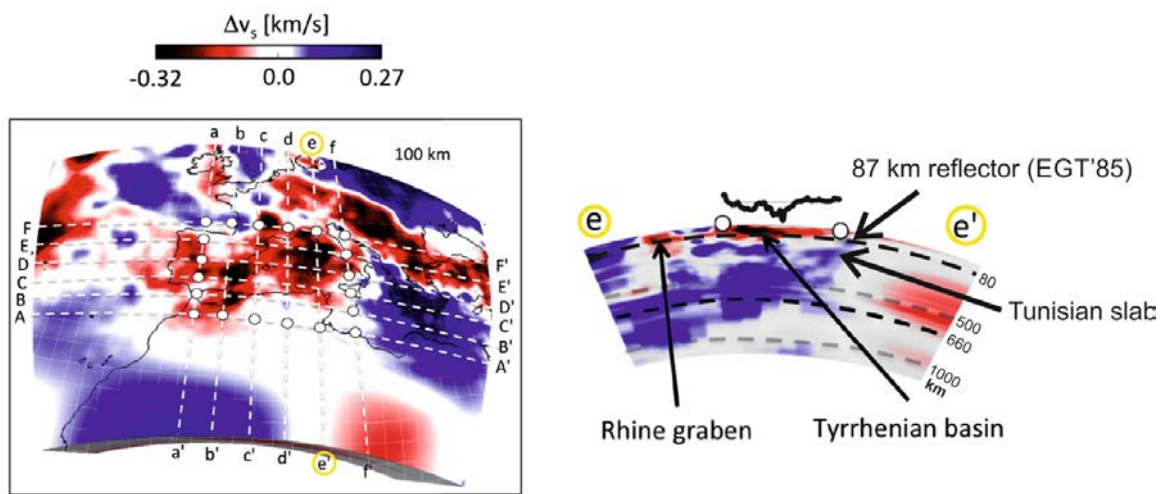 Δvₛ [km/s]
-0.32 0.0 0.27
a b c d e f
100 km
F
E
D
C
B
A
F'
E'
D'
C'
B'
A'
a' b' c' d' e' f'
87 km reflector (EGT'85)
e e'
80
Tunisian slab
500
660
1000
km
Rhine graben Tyrrhenian basin